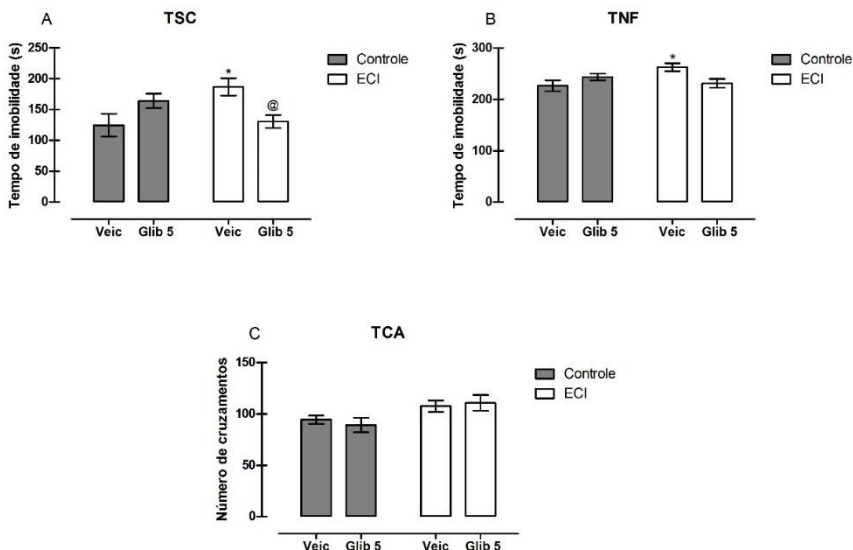 A
TSC
Tempo de imobilidade (s)
250
200
150
100
50
0
*
@
Veic
Glib 5
Veic
Glib 5
Controle
ECI
B
TNF
Tempo de imobilidade (s)
300
200
100
0
*
Veic
Glib 5
Veic
Glib 5
Controle
ECI
C
TCA
Número de cruzamentos
150
100
50
0
Veic
Glib 5
Veic
Glib 5
Controle
ECI